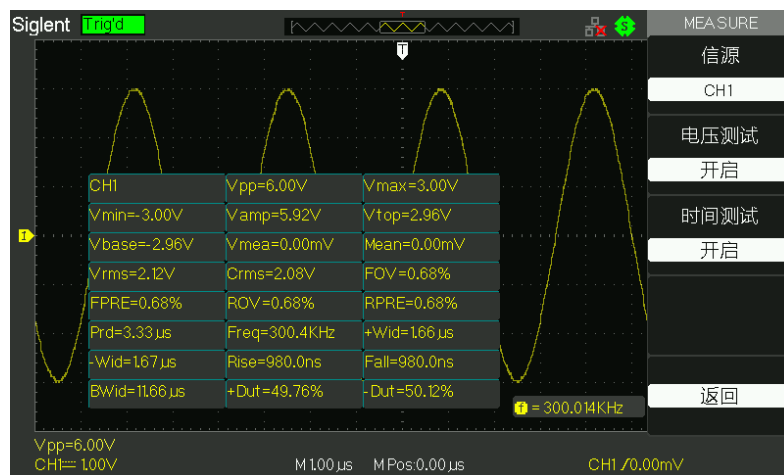 Siglent Trig'd MEASURE
T
信源
CH1
电压测试
开启
时间测试
开启
返回
CH1 Vpp=6.00V Vmax=3.00V
Vmin=-3.00V Vamp=5.92V Vtop=2.96V
Vbase=-2.96V Vmea=0.00mV Mean=0.00mV
Vrms=2.12V Crms=2.08V FOV=0.68%
FPRE=0.68% ROV=0.68% RPRE=0.68%
Prd=3.33µs Freq=300.4KHz +Wid=1.66µs
-Wid=1.67µs Rise=980.0ns Fall=980.0ns
BWid=11.66µs +Dut=49.76% -Dut=50.12%
f = 300.014KHz
Vpp=6.00V
CH1 1.00V M 1.00µs M Pos:0.00µs CH1 /0.00mV